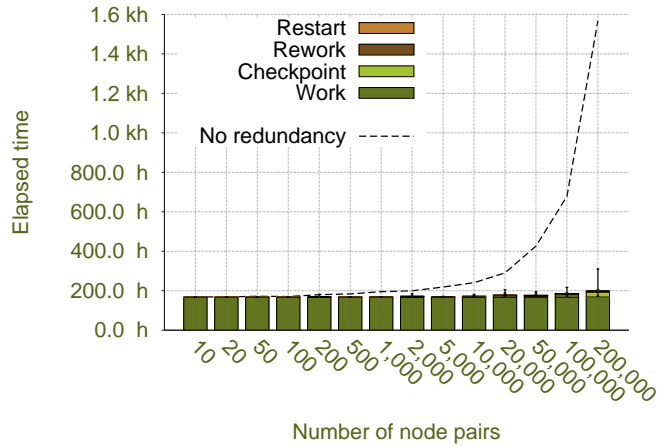 1.6 kh
1.4 kh
1.2 kh
1.0 kh
800.0 h
600.0 h
400.0 h
200.0 h
0.0 h
Elapsed time
Restart
Rework
Checkpoint
Work
No redundancy
10
20
50
100
200
500
1,000
2,000
5,000
10,000
20,000
50,000
100,000
200,000
Number of node pairs